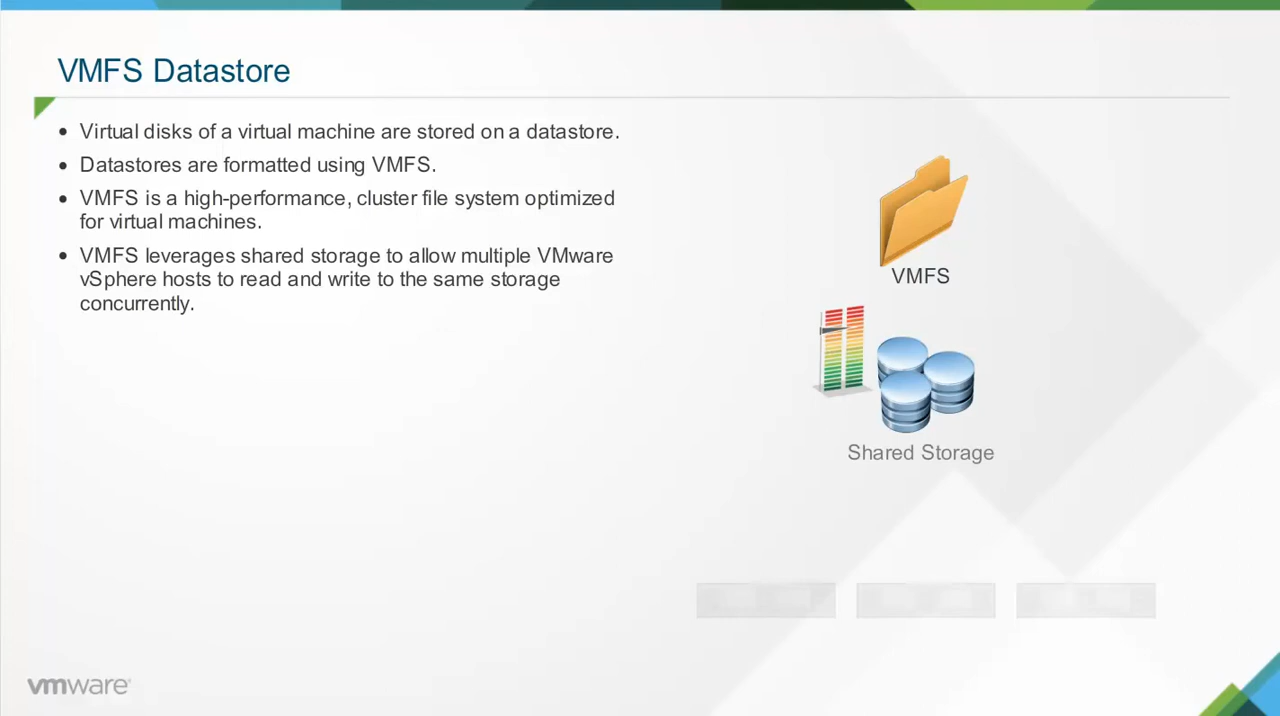 VMFS Datastore
• Virtual disks of a virtual machine are stored on a datastore.
• Datastores are formatted using VMFS.
• VMFS is a high-performance, cluster file system optimized
for virtual machines.
• VMFS leverages shared storage to allow multiple VMware
vSphere hosts to read and write to the same storage
concurrently.
VMFS
Shared Storage
vmware®